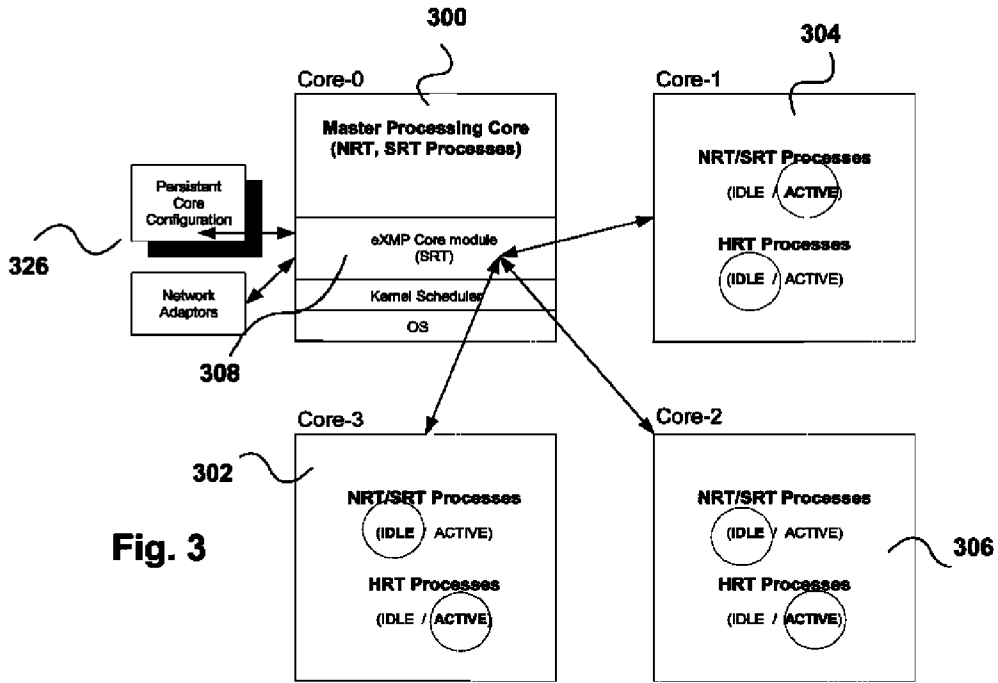 300
304
Core-0
Core-1
Master Processing Core
(NRT, SRT Processes)
NRT/SRT Processes
(IDLE / ACTIVE)
HRT Processes
(IDLE / ACTIVE)
Persistent
Core
Configuration
eXMP Core module
(SRT)
326
Network
Adaptors
Kernel Scheduler
OS
308
Core-3
Core-2
302
NRT/SRT Processes
(IDLE / ACTIVE)
HRT Processes
(IDLE / ACTIVE)
NRT/SRT Processes
(IDLE / ACTIVE)
HRT Processes
(IDLE / ACTIVE)
306
Fig. 3